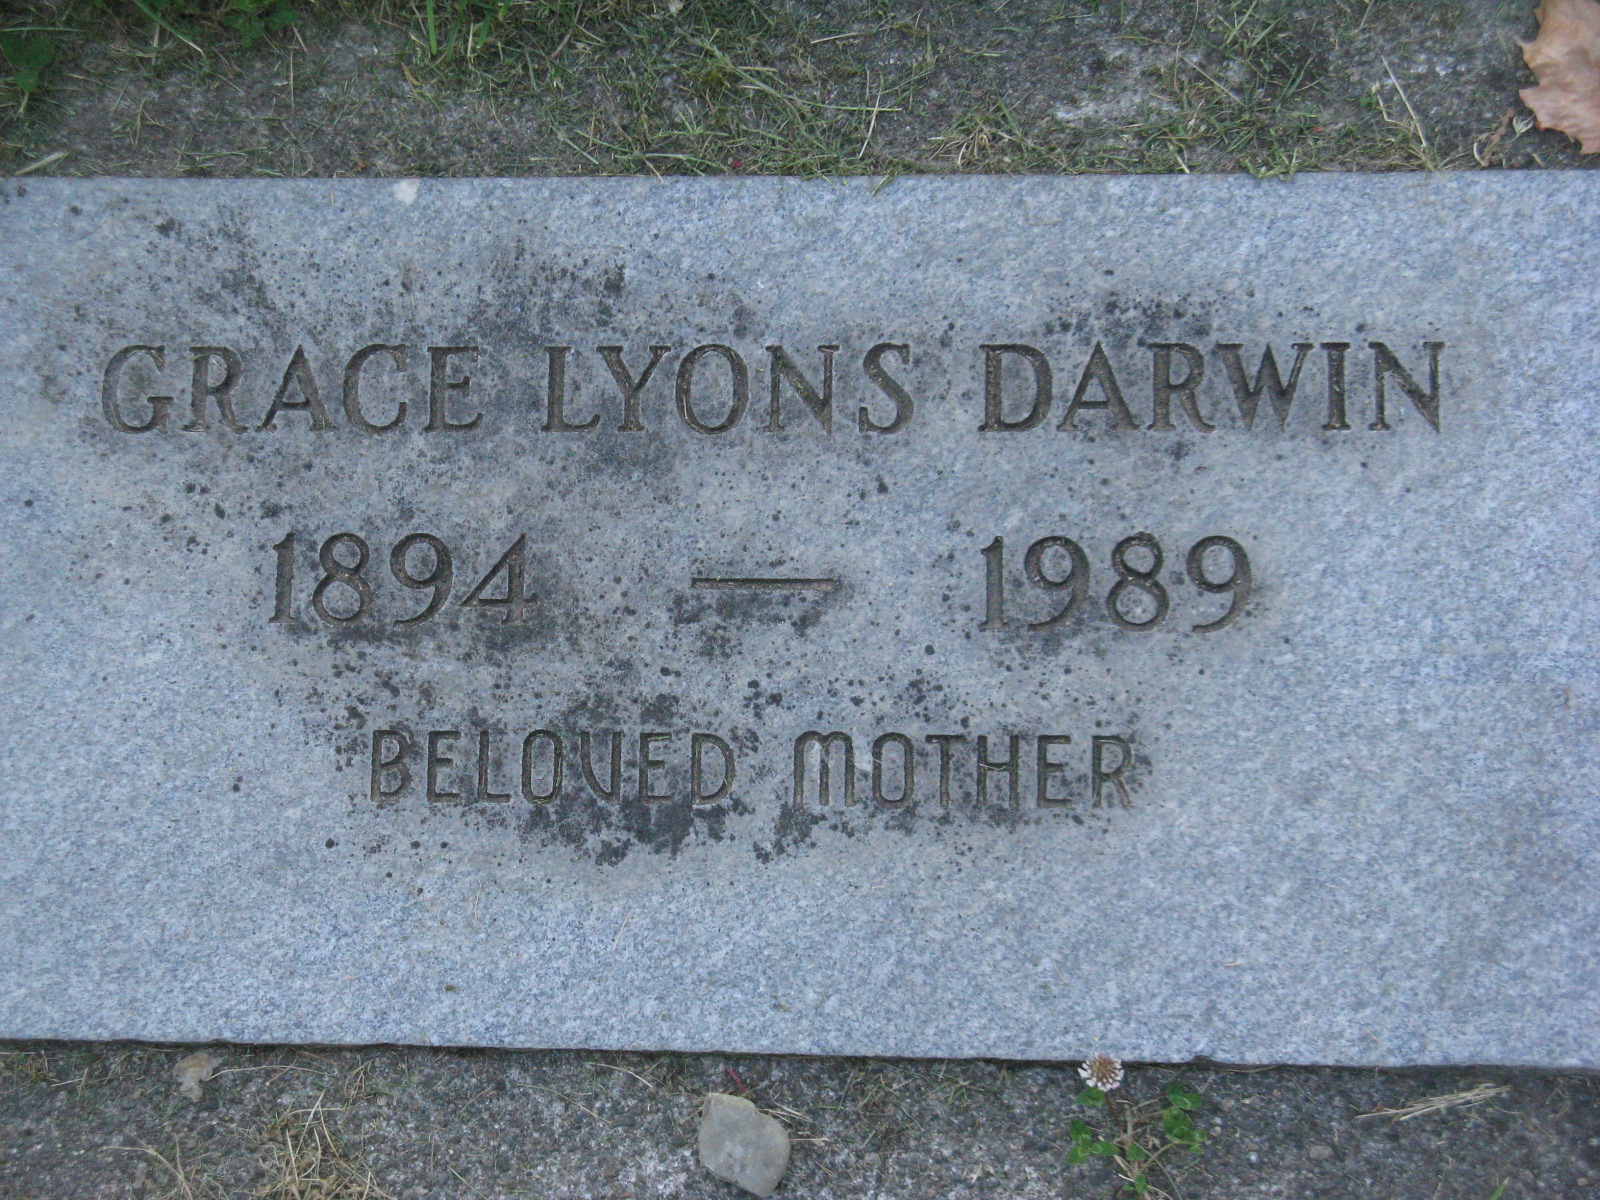 GRACE LYONS DARWIN
1894 — 1989
BELOVED MOTHER